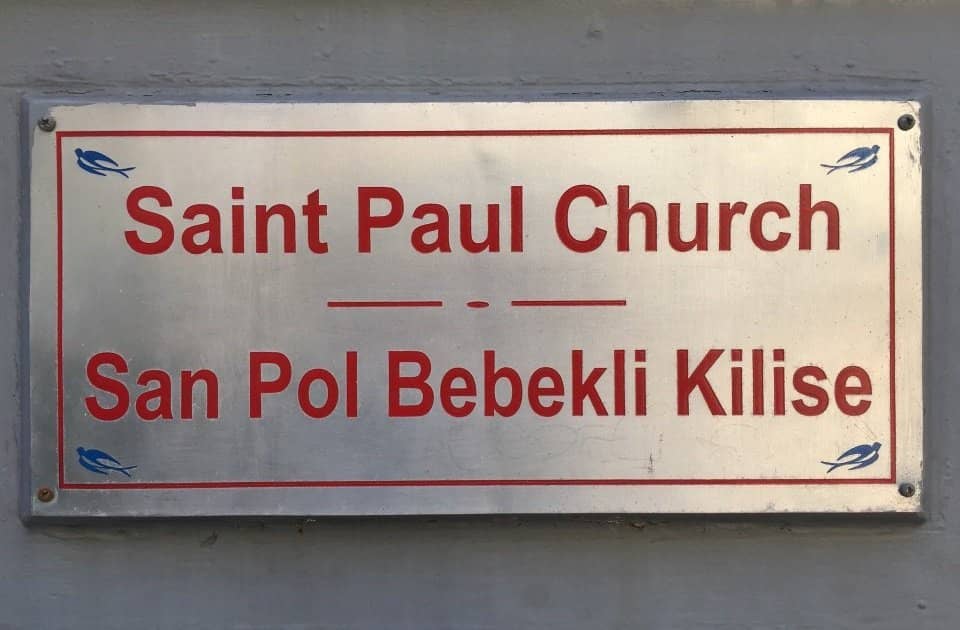 Saint Paul Church
San Pol Bebekli Kilise